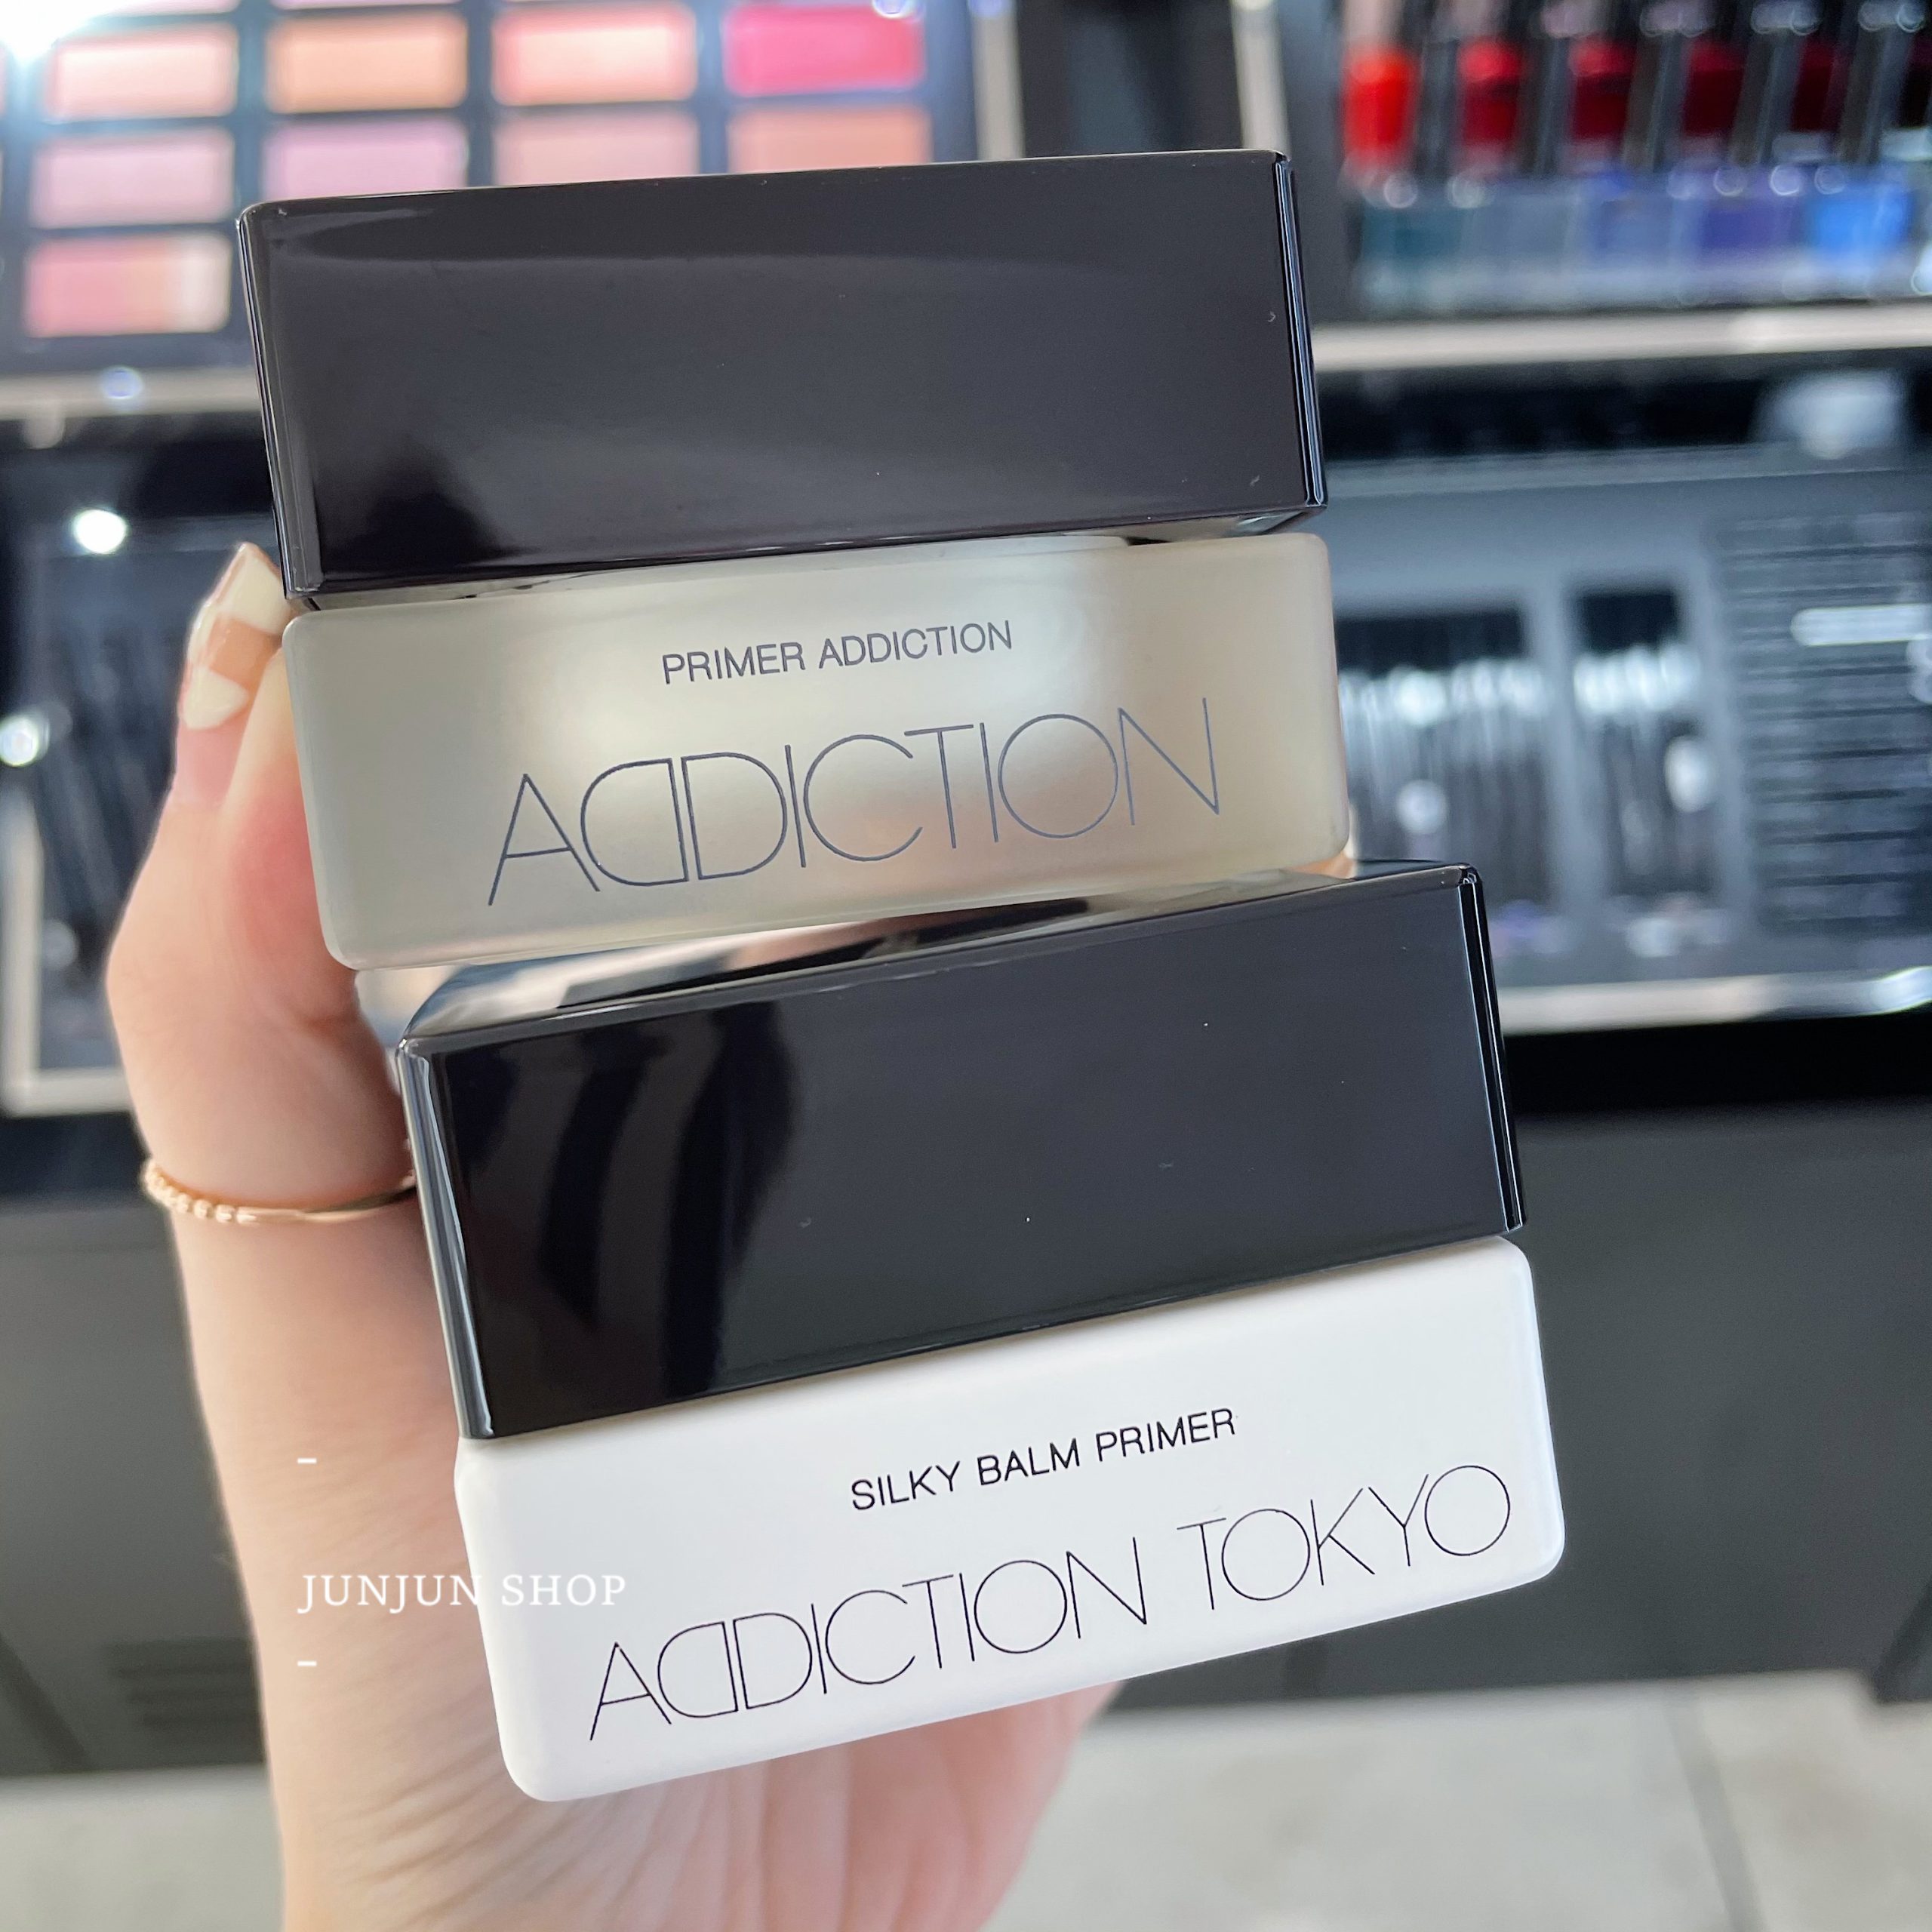 PRIMER ADDICTION
ADDICTION
SILKY BALM PRIMER
ADDICTION TOKYO
-
JUNJUN SHOP
-